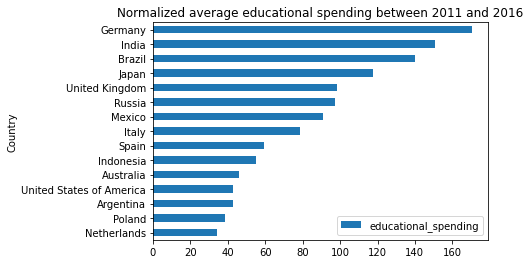 Normalized average educational spending between 2011 and 2016
Germany
India
Brazil
Japan
United Kingdom
Russia
Mexico
Italy
Spain
Indonesia
Australia
United States of America
Argentina
Poland
Netherlands
Country
educational_spending
0 20 40 60 80 100 120 140 160